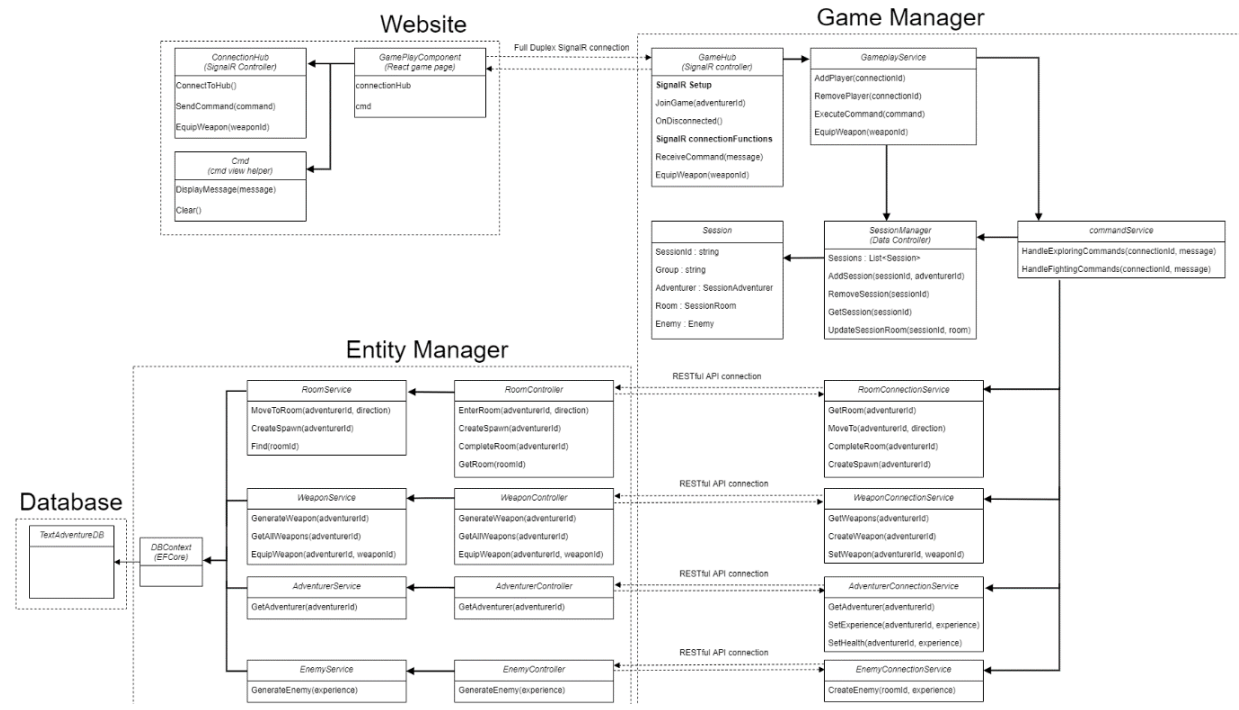 Website
ConnectionHub
(SignalR Controller)
ConnectToHub()
SendCommand(command)
EquipWeapon(weaponId)
GamePlayComponent
(React game page)
connectionHub
cmd
Cmd
(cmd view helper)
DisplayMessage(message)
Clear()
Full Duplex SignalR connection
Game Manager
GameHub
(SignalR controller)
SignalR Setup
JoinGame(adventurerId)
OnDisconnected()
SignalR connectionFunctions
ReceiveCommand(message)
EquipWeapon(weaponId)
GameplayService
AddPlayer(connectionId)
RemovePlayer(connectionId)
ExecuteCommand(command)
EquipWeapon(weaponId)
Session
SessionId : string
Group : string
Adventurer : SessionAdventurer
Room : SessionRoom
Enemy : Enemy
SessionManager
(Data Controller)
Sessions : List<Session>
AddSession(sessionId, adventurerId)
RemoveSession(sessionId)
GetSession(sessionId)
UpdateSessionRoom(sessionId, room)
commandService
HandleExploringCommands(connectionId, message)
HandleFightingCommands(connectionId, message)
Entity Manager
RoomService
MoveToRoom(adventurerId, direction)
CreateSpawn(adventurerId)
Find(roomId)
RoomController
EnterRoom(adventurerId, direction)
CreateSpawn(adventurerId)
CompleteRoom(adventurerId)
GetRoom(roomId)
RESTful API connection
RoomConnectionService
GetRoom(adventurerId)
MoveTo(adventurerId, direction)
CompleteRoom(adventurerId)
CreateSpawn(adventurerId)
WeaponService
GenerateWeapon(adventurerId)
GetAllWeapons(adventurerId)
EquipWeapon(adventurerId, weaponId)
WeaponController
GenerateWeapon(adventurerId)
GetAllWeapons(adventurerId)
EquipWeapon(adventurerId, weaponId)
RESTful API connection
WeaponConnectionService
GetWeapons(adventurerId)
CreateWeapon(adventurerId)
SetWeapon(adventurerId, weaponId)
Database
TextAdventureDB
DBContext
(EFCore)
AdventurerService
GetAdventurer(adventurerId)
AdventurerController
GetAdventurer(adventurerId)
RESTful API connection
AdventurerConnectionService
GetAdventurer(adventurerId)
SetExperience(adventurerId, experience)
SetHealth(adventurerId, experience)
EnemyService
GenerateEnemy(experience)
EnemyController
GenerateEnemy(experience)
RESTful API connection
EnemyConnectionService
CreateEnemy(roomId, experience)